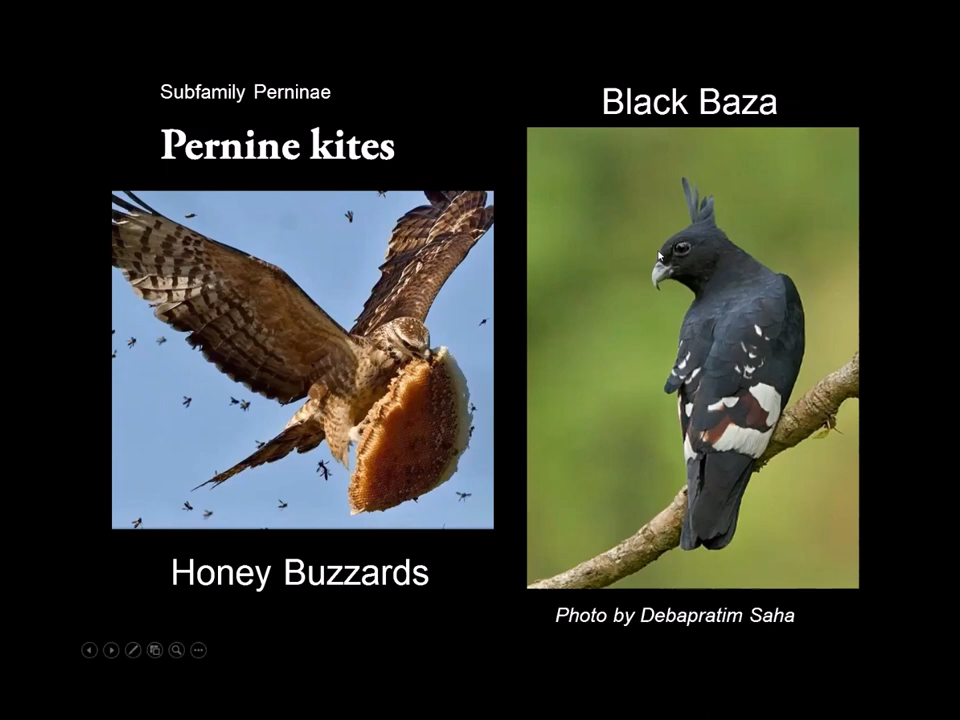 Subfamily Perninae
Pernine kites
Honey Buzzards
Black Baza
Photo by Debapratim Saha